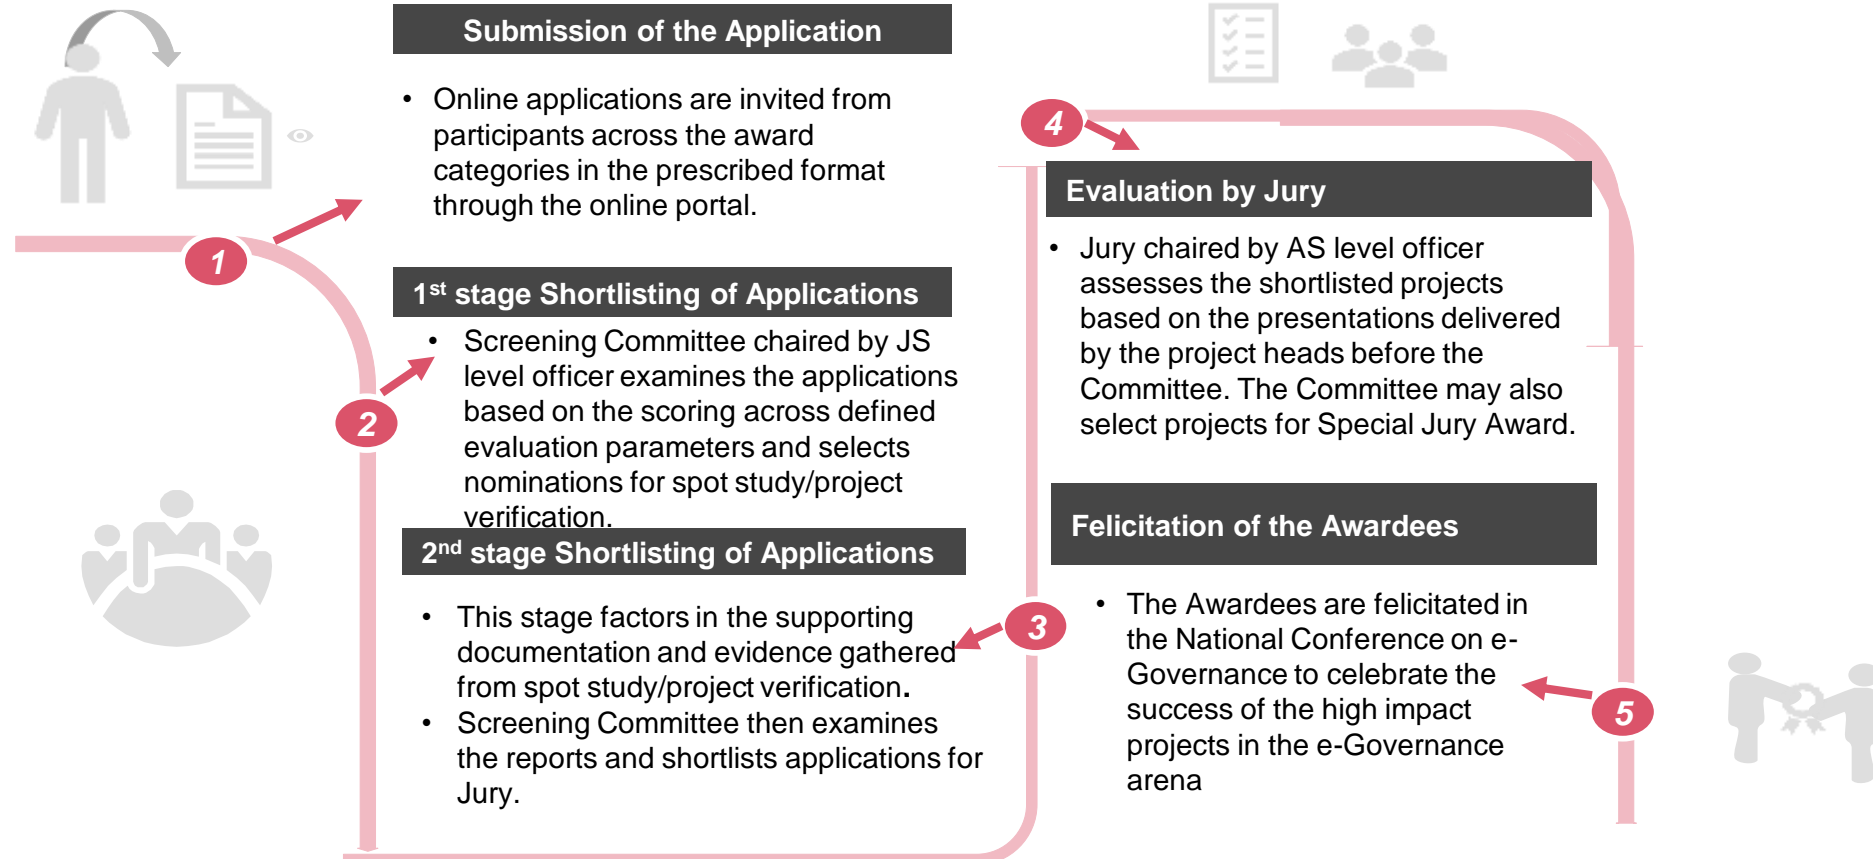 Submission of the Application
• Online applications are invited from
participants across the award
categories in the prescribed format
through the online portal.
1
1st stage Shortlisting of Applications
• Screening Committee chaired by JS
level officer examines the applications
based on the scoring across defined
evaluation parameters and selects
nominations for spot study/project
verification.
2
2nd stage Shortlisting of Applications
• This stage factors in the supporting
documentation and evidence gathered
from spot study/project verification.
• Screening Committee then examines
the reports and shortlists applications for
Jury.
3
4
Evaluation by Jury
• Jury chaired by AS level officer
assesses the shortlisted projects
based on the presentations delivered
by the project heads before the
Committee. The Committee may also
select projects for Special Jury Award.
Felicitation of the Awardees
• The Awardees are felicitated in
the National Conference on e-
Governance to celebrate the
success of the high impact
projects in the e-Governance
arena
5